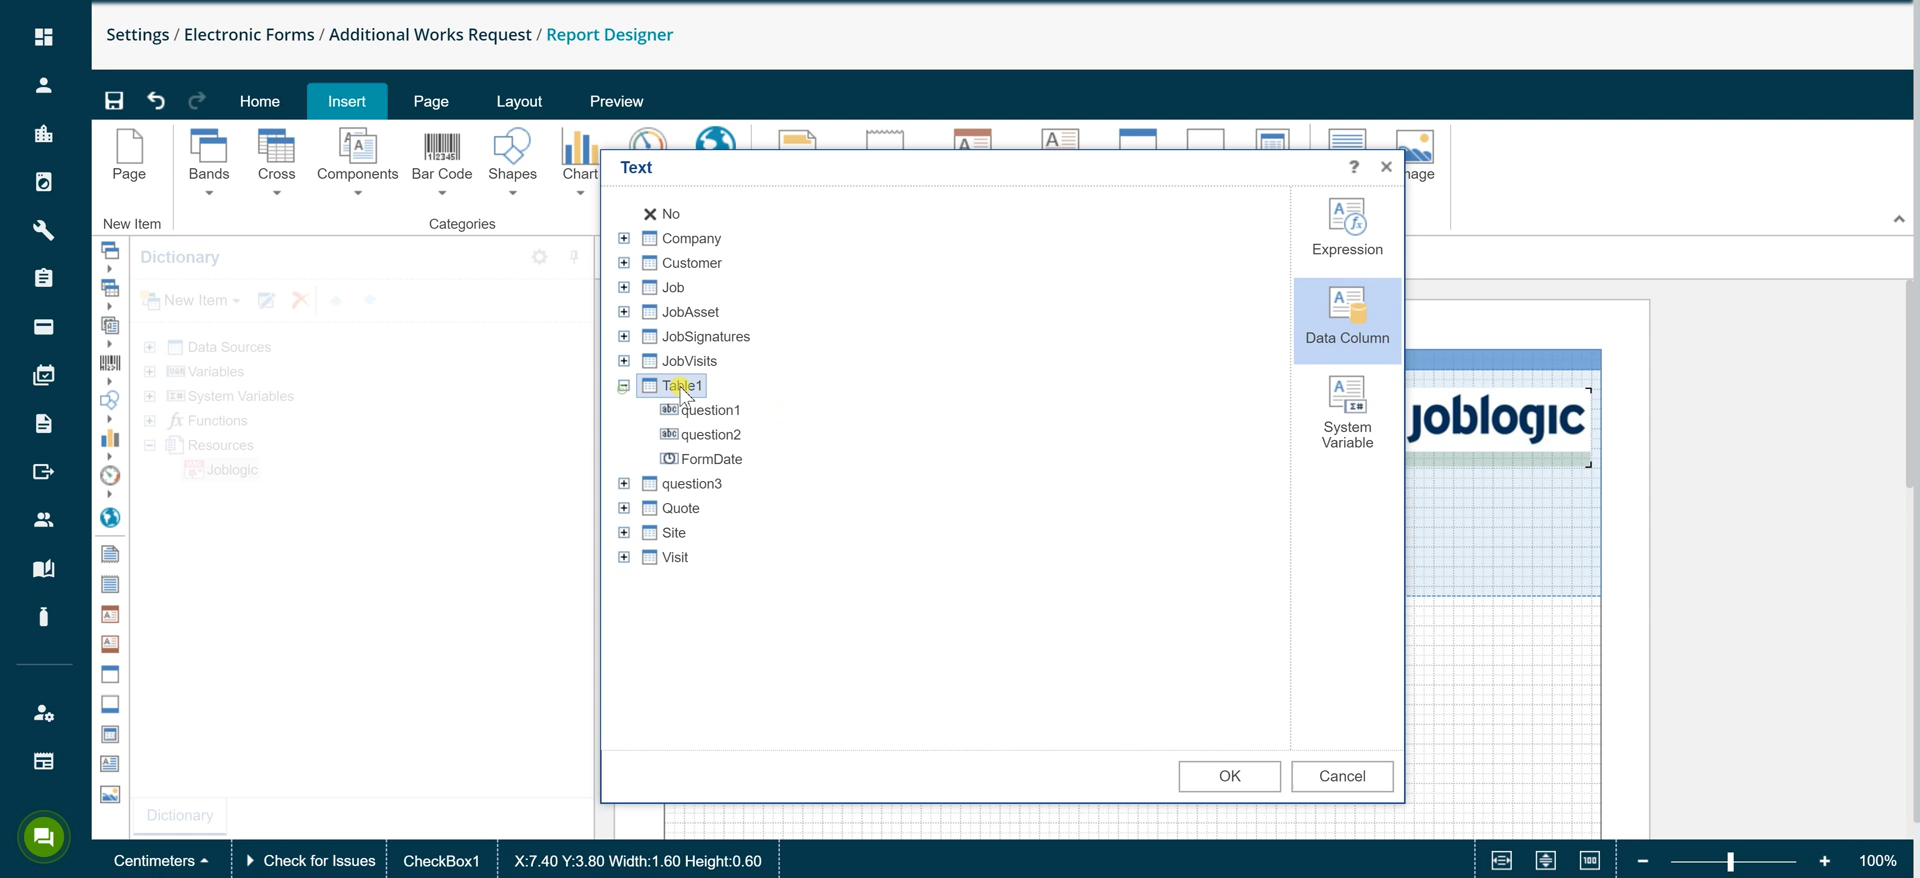 Settings / Electronic Forms / Additional Works Request / Report Designer
Home Insert Page Layout Preview
Page Bands Cross Components Bar Code Shapes Chart
New Item Categories
Text ?
Dictionary
New Item
Data Sources
Variables
System Variables
fx Functions
Resources
Joblogic
Dictionary
No
Company
Customer
Job
JobAsset
JobSignatures
JobVisits
Table1
question1
question2
FormDate
question3
Quote
Site
Visit
Expression
Data Column
System
Variable
joblogic
OK Cancel
Centimeters Check for Issues CheckBox1 X:7.40 Y:3.80 Width:1.60 Height:0.60 100%